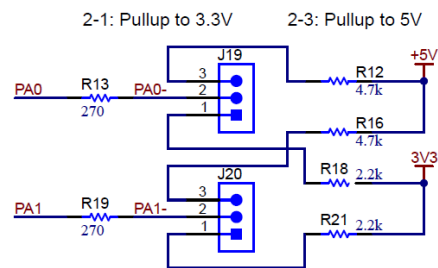 2-1: Pullup to 3.3V 2-3: Pullup to 5V
J19
+5V
R12
4.7k
3
2
1
PA0
R13
270
PA0-
R16
4.7k
R18
2.2k
3V3
J20
3
2
1
PA1
R19
270
PA1-
R21
2.2k